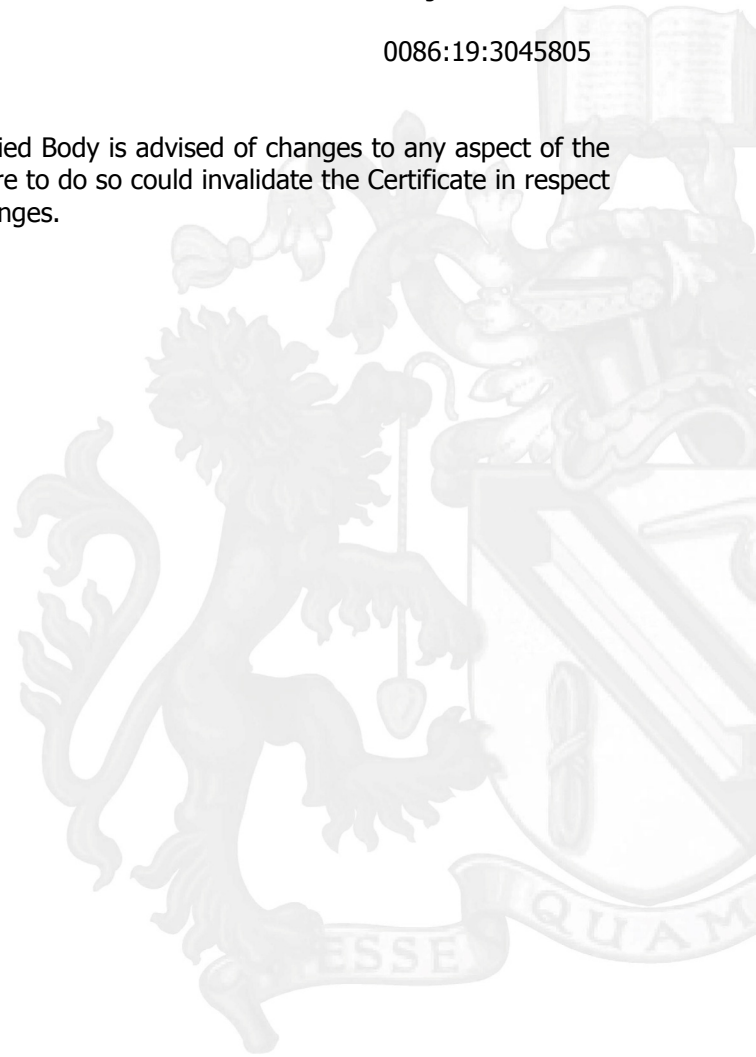 0086:19:3045805
ied Body is advised of changes to any aspect of the
re to do so could invalidate the Certificate in respect
nges.
ESSE
QUAM